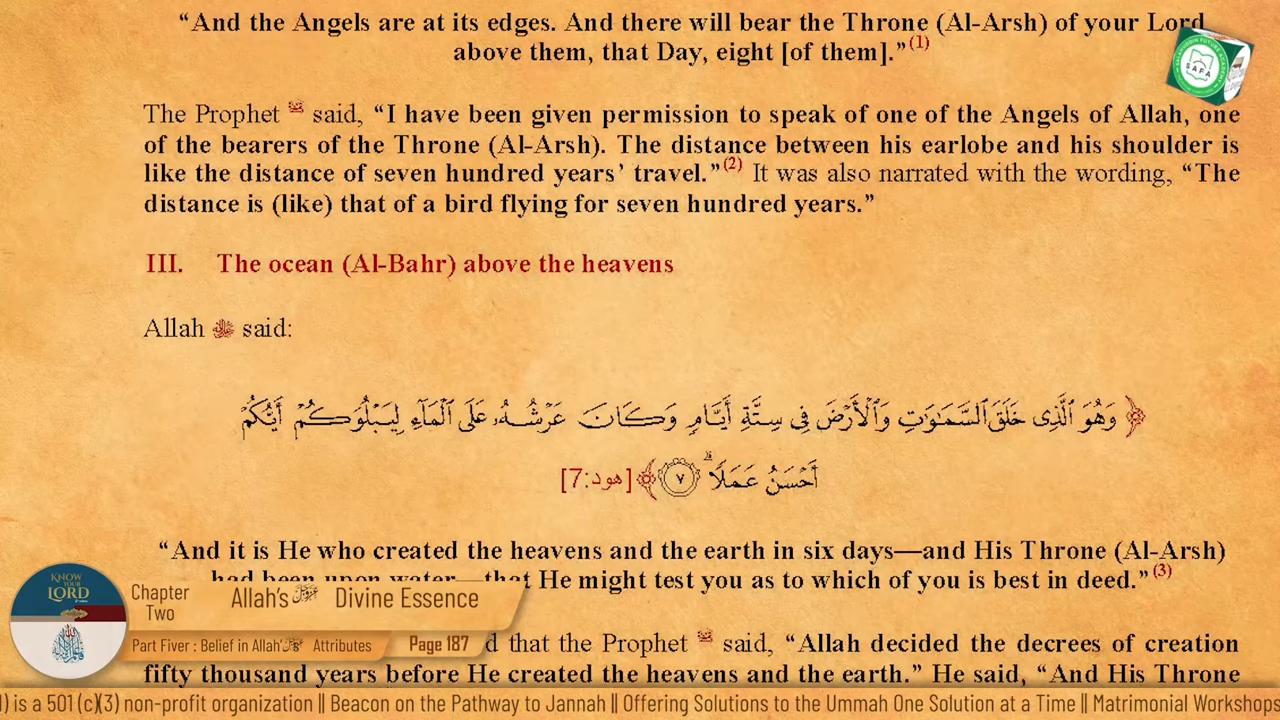 “And the Angels are at its edges. And there will bear the Throne (Al-Arsh) of your Lord
above them, that Day, eight [of them].”(1)
The Prophet ﷺ said, “I have been given permission to speak of one of the Angels of Allah, one
of the bearers of the Throne (Al-Arsh). The distance between his earlobe and his shoulder is
like the distance of seven hundred years’ travel.”(2) It was also narrated with the wording, “The
distance is (like) that of a bird flying for seven hundred years.”
III. The ocean (Al-Bahr) above the heavens
Allah ﷻ said:
﴿ وَهُوَ ٱلَّذِى خَلَقَ ٱلسَّمَـٰوَٰتِ وَٱلْأَرْضَ فِى سِتَّةِ أَيَّامٍ وَكَانَ عَرْشُهُۥ عَلَى ٱلْمَآءِ لِيَبْلُوَكُمْ أَيُّكُمْ
أَحْسَنُ عَمَلًا ۗ ٧ ﴾ [هود:7]
“And it is He who created the heavens and the earth in six days—and His Throne (Al-Arsh)
had been upon water—that He might test you as to which of you is best in deed.”(3)
d that the Prophet ﷺ said, “Allah decided the decrees of creation
fifty thousand years before He created the heavens and the earth.” He said, “And His Throne
SAFA
KNOW
YOUR
LORD
Chapter
Two
Allah’s Divine Essence
Part Fiver : Belief in Allah’s Attributes
Page 187
) is a 501 (c)(3) non-profit organization || Beacon on the Pathway to Jannah || Offering Solutions to the Ummah One Solution at a Time || Matrimonial Workshops